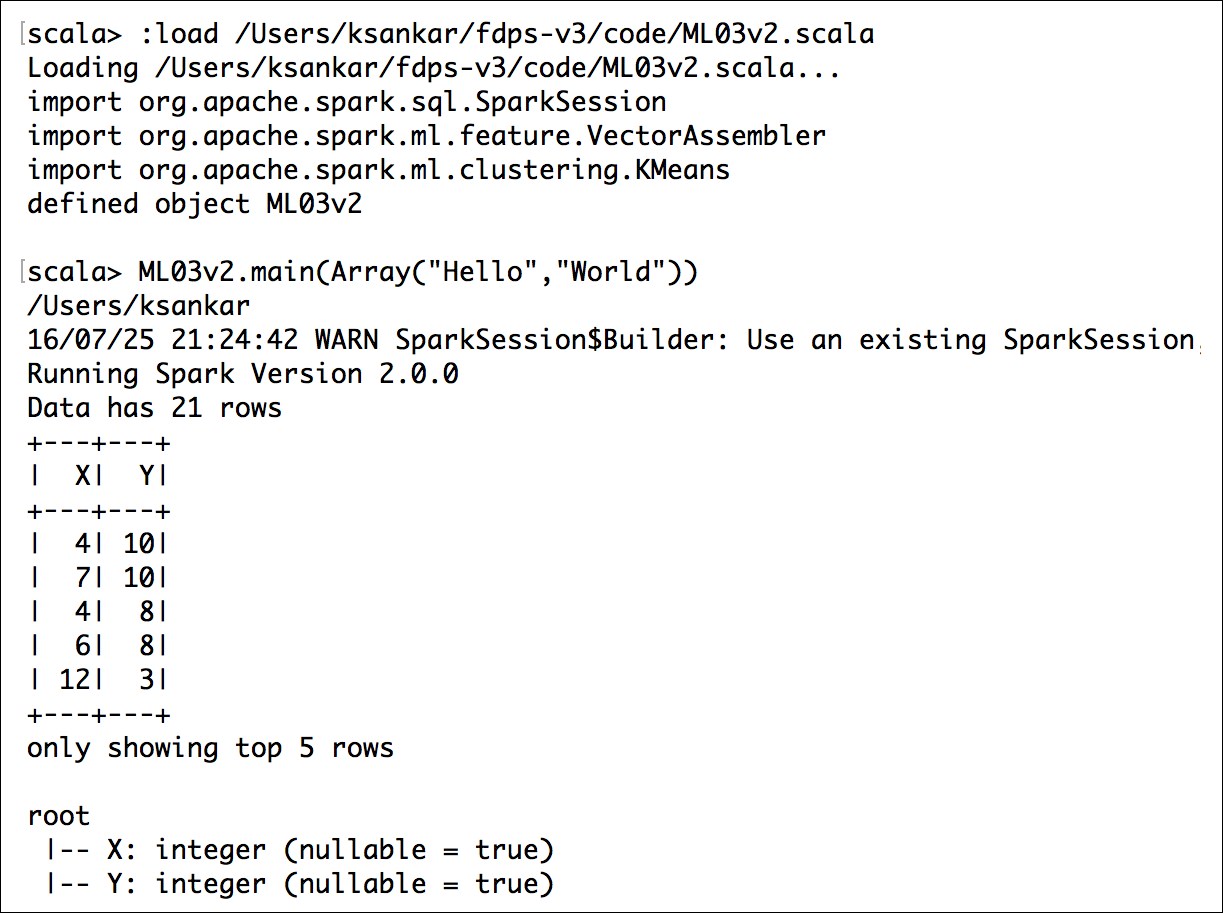 [scala> :load /Users/ksankar/fdps-v3/code/ML03v2.scala
Loading /Users/ksankar/fdps-v3/code/ML03v2.scala...
import org.apache.spark.sql.SparkSession
import org.apache.spark.ml.feature.VectorAssembler
import org.apache.spark.ml.clustering.KMeans
defined object ML03v2

[scala> ML03v2.main(Array("Hello","World"))
/Users/ksankar
16/07/25 21:24:42 WARN SparkSession$Builder: Use an existing SparkSession,
Running Spark Version 2.0.0
Data has 21 rows
+---+---+
|  X|  Y|
+---+---+
|  4| 10|
|  7| 10|
|  4|  8|
|  6|  8|
| 12|  3|
+---+---+
only showing top 5 rows

root
 |-- X: integer (nullable = true)
 |-- Y: integer (nullable = true)